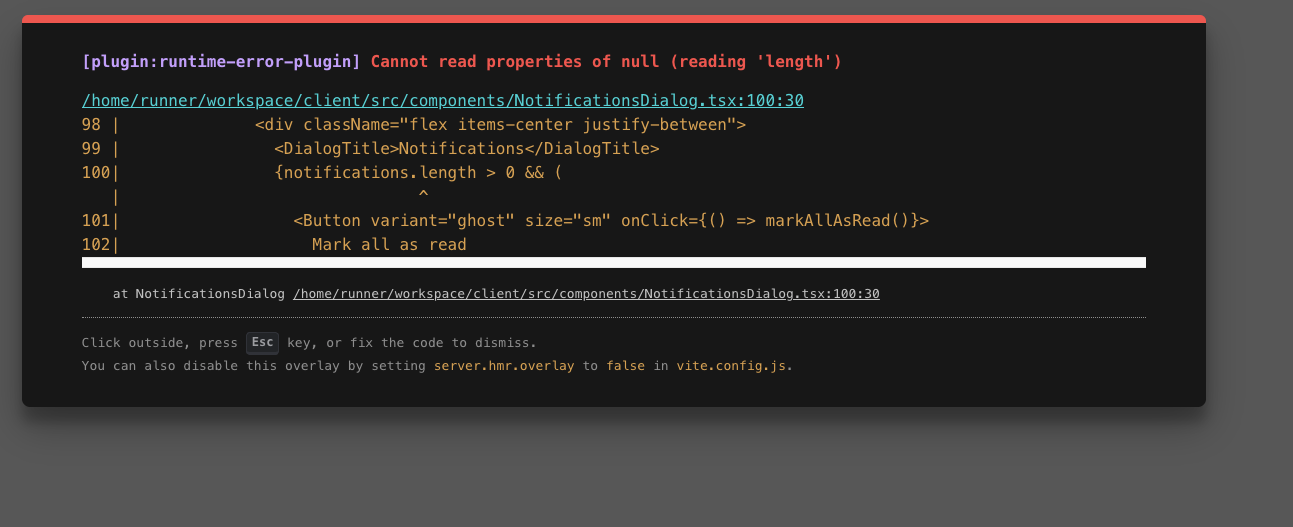 [plugin:runtime-error-plugin] Cannot read properties of null (reading 'length')
/home/runner/workspace/client/src/components/NotificationsDialog.tsx:100:30
98 |              <div className="flex items-center justify-between">
99 |                <DialogTitle>Notifications</DialogTitle>
100|                {notifications.length > 0 && (
   |                               ^
101|                  <Button variant="ghost" size="sm" onClick={() => markAllAsRead()}>
102|                    Mark all as read
at NotificationsDialog /home/runner/workspace/client/src/components/NotificationsDialog.tsx:100:30
Click outside, press Esc key, or fix the code to dismiss.
You can also disable this overlay by setting server.hmr.overlay to false in vite.config.js.